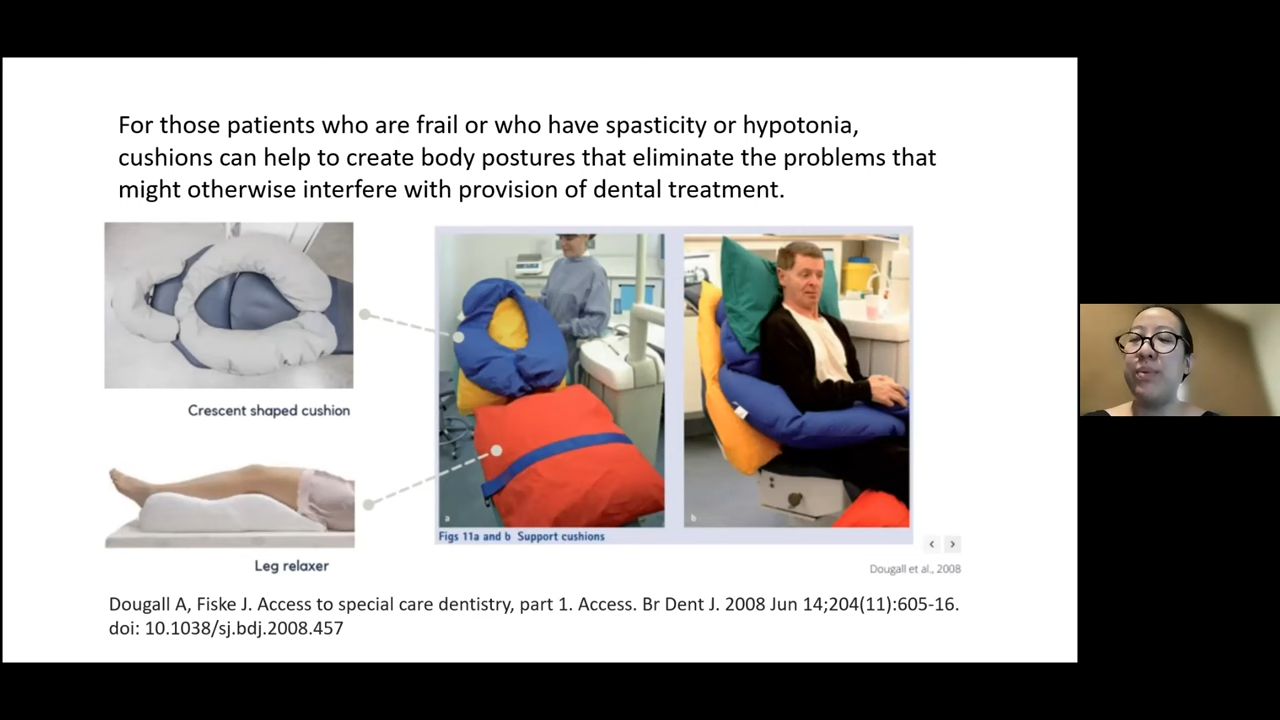 For those patients who are frail or who have spasticity or hypotonia,
cushions can help to create body postures that eliminate the problems that
might otherwise interfere with provision of dental treatment.
Crescent shaped cushion
Leg relaxer
a
b
Figs 11a and b Support cushions
Dougall et al., 2008
Dougall A, Fiske J. Access to special care dentistry, part 1. Access. Br Dent J. 2008 Jun 14;204(11):605-16.
doi: 10.1038/sj.bdj.2008.457